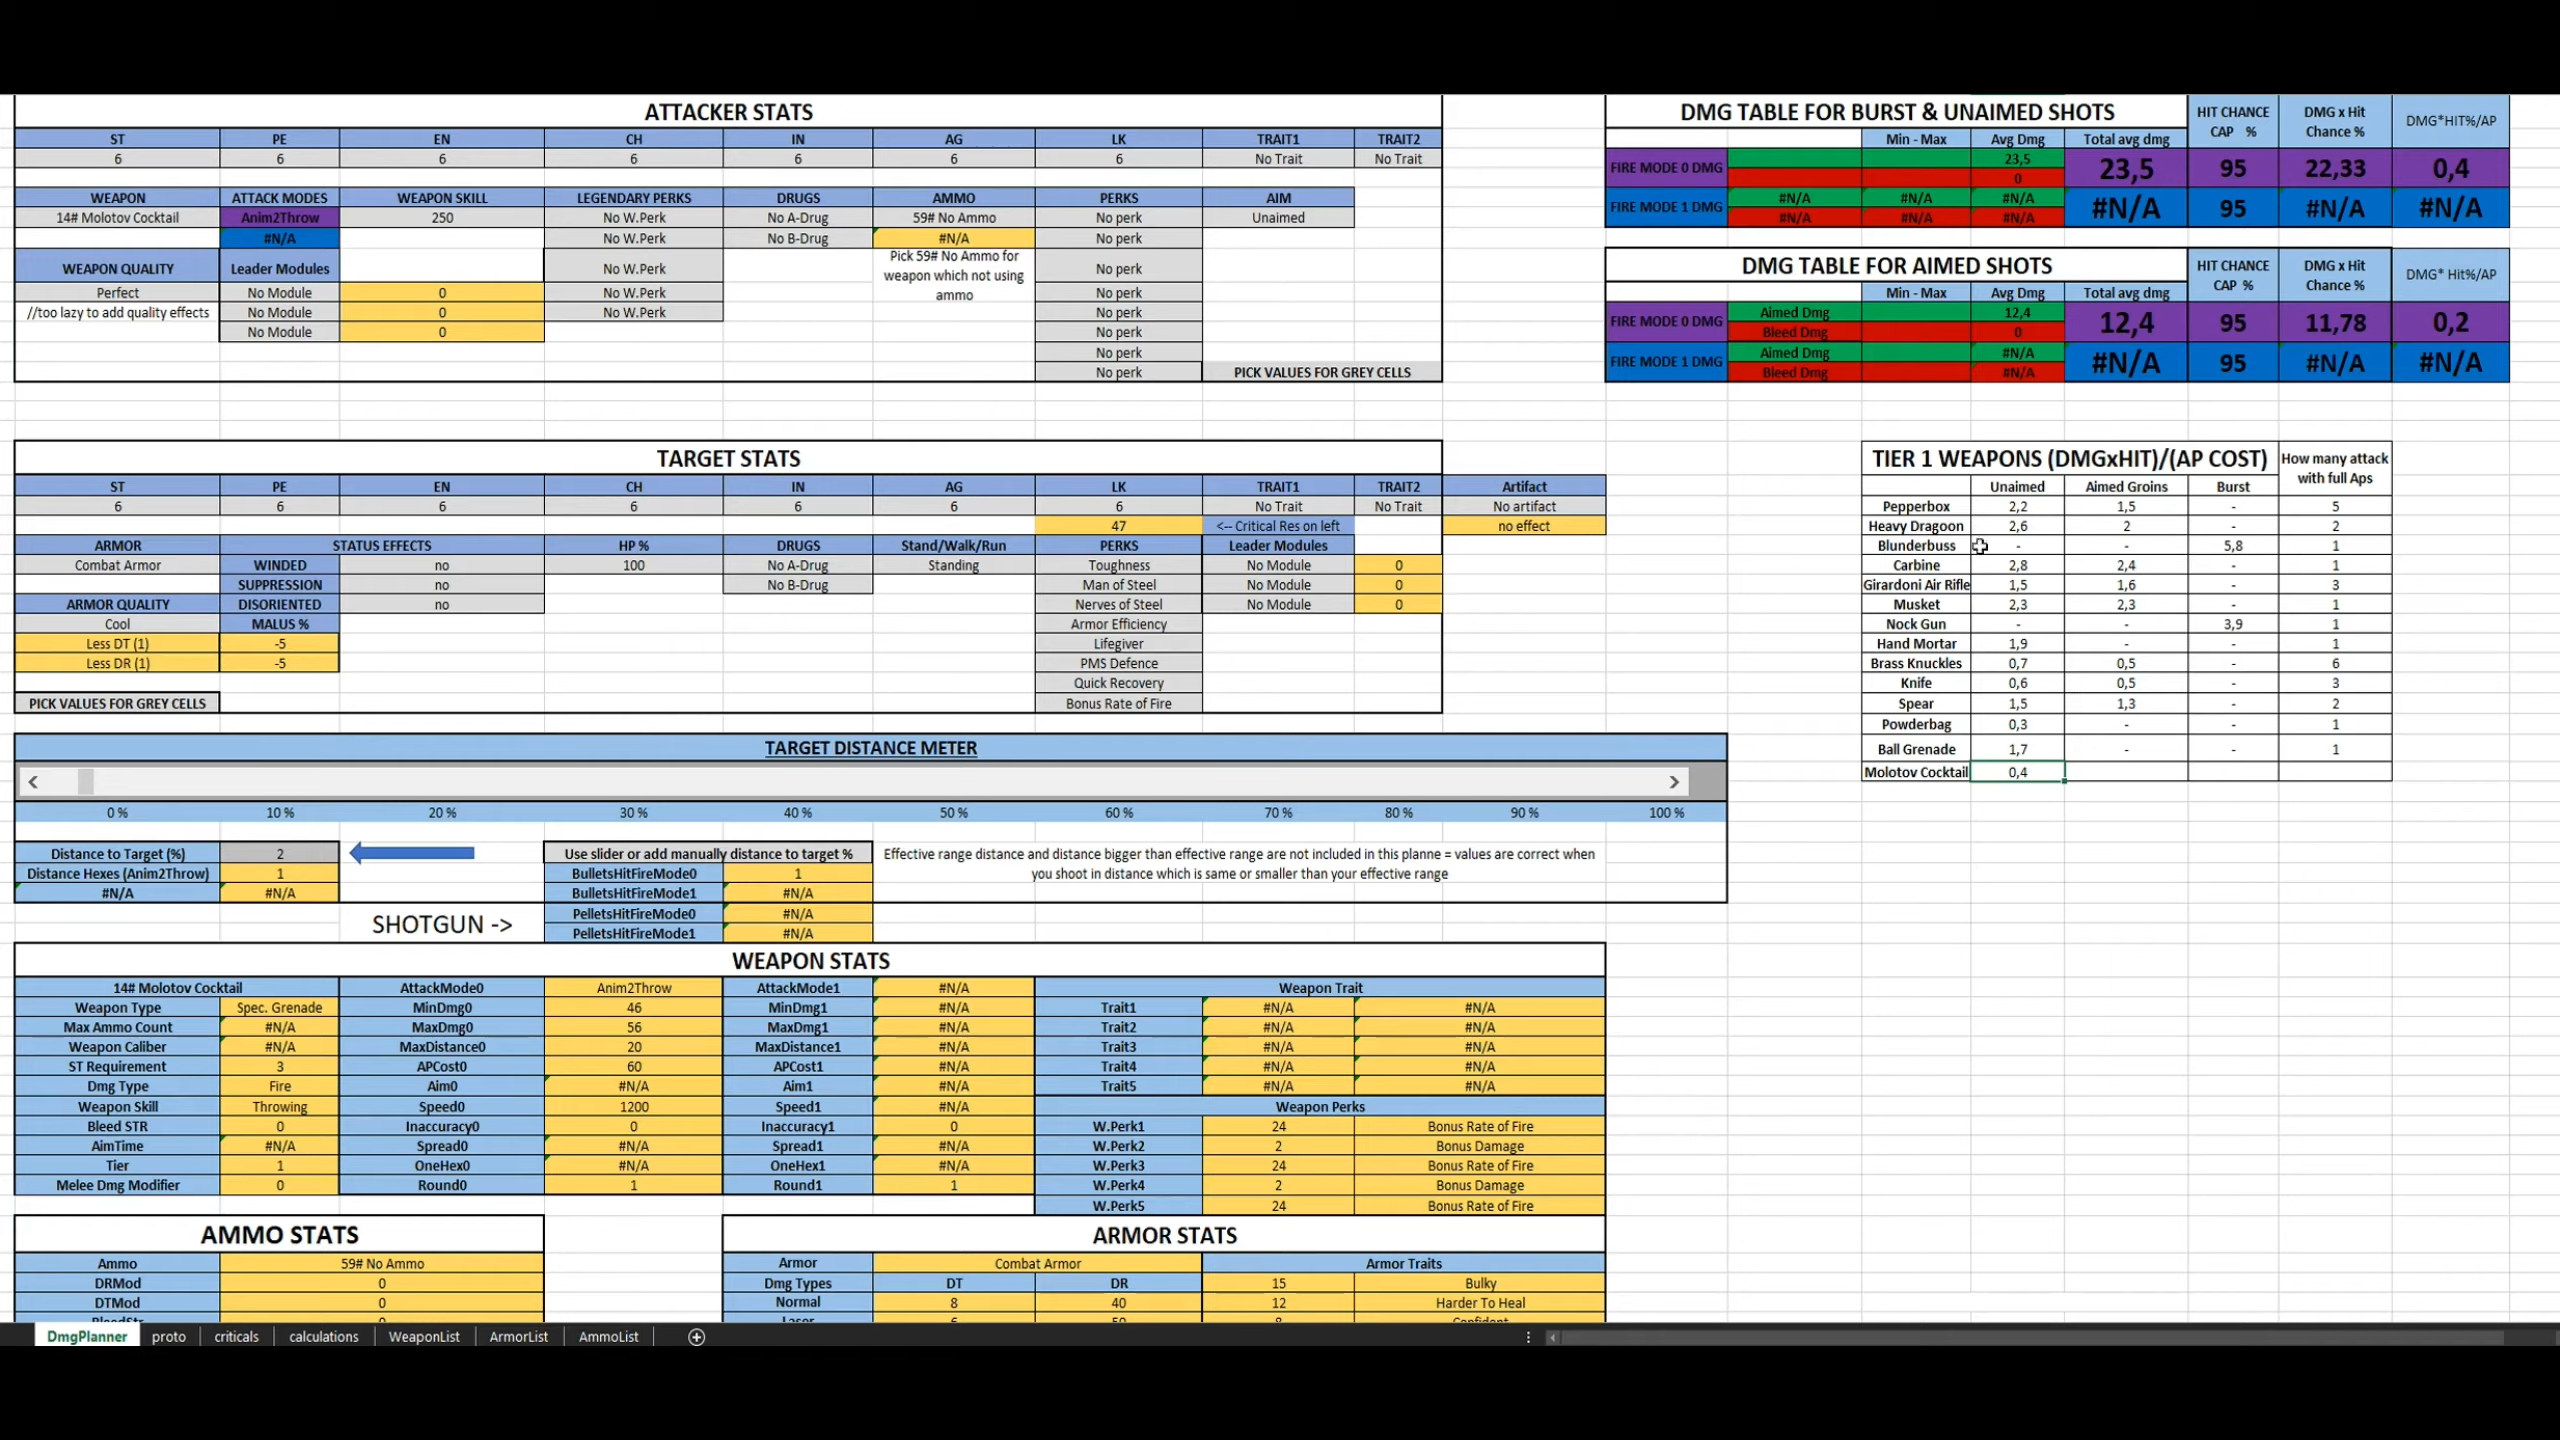 ATTACKER STATS
ST PE EN CH IN AG LK TRAIT1 TRAIT2
6 6 6 6 6 6 6 No Trait No Trait
WEAPON ATTACK MODES WEAPON SKILL LEGENDARY PERKS DRUGS AMMO PERKS AIM
14# Molotov Cocktail Anim2Throw 250 No W.Perk No A-Drug 59# No Ammo No perk Unaimed
#N/A No W.Perk No B-Drug #N/A No perk
WEAPON QUALITY Leader Modules No W.Perk Pick 59# No Ammo for weapon which not using ammo No perk
Perfect No Module 0 No W.Perk No perk
//too lazy to add quality effects No Module 0 No W.Perk No perk
No Module 0 No perk
No perk
No perk PICK VALUES FOR GREY CELLS
DMG TABLE FOR BURST & UNAIMED SHOTS HIT CHANCE CAP % DMG x Hit Chance % DMG*HIT%/AP
Min - Max Avg Dmg Total avg dmg
FIRE MODE 0 DMG 23,5 0 23,5 95 22,33 0,4
FIRE MODE 1 DMG #N/A #N/A #N/A #N/A 95 #N/A #N/A
#N/A #N/A #N/A
DMG TABLE FOR AIMED SHOTS HIT CHANCE CAP % DMG x Hit Chance % DMG* Hit%/AP
Min - Max Avg Dmg Total avg dmg
FIRE MODE 0 DMG Aimed Dmg 12,4 12,4 95 11,78 0,2
Bleed Dmg 0
FIRE MODE 1 DMG Aimed Dmg #N/A #N/A 95 #N/A #N/A
Bleed Dmg #N/A
TARGET STATS
ST PE EN CH IN AG LK TRAIT1 TRAIT2 Artifact
6 6 6 6 6 6 6 No Trait No Trait No artifact
47 <-- Critical Res on left no effect
ARMOR STATUS EFFECTS HP % DRUGS Stand/Walk/Run PERKS Leader Modules
Combat Armor WINDED no 100 No A-Drug Standing Toughness No Module 0
SUPPRESSION no No B-Drug Man of Steel No Module 0
ARMOR QUALITY DISORIENTED no Nerves of Steel No Module 0
Cool MALUS % Armor Efficiency
Less DT (1) -5 Lifegiver
Less DR (1) -5 PMS Defence
Quick Recovery
PICK VALUES FOR GREY CELLS Bonus Rate of Fire
TIER 1 WEAPONS (DMGxHIT)/(AP COST) How many attack with full Aps
Unaimed Aimed Groins Burst
Pepperbox 2,2 1,5 - 5
Heavy Dragoon 2,6 2 - 2
Blunderbuss - - 5,8 1
Carbine 2,8 2,4 - 1
Girardoni Air Rifle 1,5 1,6 - 3
Musket 2,3 2,3 - 1
Nock Gun - - 3,9 1
Hand Mortar 1,9 - - 1
Brass Knuckles 0,7 0,5 - 6
Knife 0,6 0,5 - 3
Spear 1,5 1,3 - 2
Powderbag 0,3 - - 1
Ball Grenade 1,7 - - 1
Molotov Cocktail 0,4
TARGET DISTANCE METER
0 % 10 % 20 % 30 % 40 % 50 % 60 % 70 % 80 % 90 % 100 %
Distance to Target (%) 2 Use slider or add manually distance to target % Effective range distance and distance bigger than effective range are not included in this planne = values are correct when
Distance Hexes (Anim2Throw) 1 BulletsHitFireMode0 1 you shoot in distance which is same or smaller than your effective range
#N/A #N/A BulletsHitFireMode1 #N/A
SHOTGUN -> PelletsHitFireMode0 #N/A
PelletsHitFireMode1 #N/A
WEAPON STATS
14# Molotov Cocktail AttackMode0 Anim2Throw AttackMode1 #N/A Weapon Trait
Weapon Type Spec. Grenade MinDmg0 46 MinDmg1 #N/A Trait1 #N/A #N/A
Max Ammo Count #N/A MaxDmg0 56 MaxDmg1 #N/A Trait2 #N/A #N/A
Weapon Caliber #N/A MaxDistance0 20 MaxDistance1 #N/A Trait3 #N/A #N/A
ST Requirement 3 APCost0 60 APCost1 #N/A Trait4 #N/A #N/A
Dmg Type Fire Aim0 #N/A Aim1 #N/A Trait5 #N/A #N/A
Weapon Skill Throwing Speed0 1200 Speed1 #N/A Weapon Perks
Bleed STR 0 Inaccuracy0 0 Inaccuracy1 0 W.Perk1 24 Bonus Rate of Fire
AimTime #N/A Spread0 #N/A Spread1 #N/A W.Perk2 2 Bonus Damage
Tier 1 OneHex0 #N/A OneHex1 #N/A W.Perk3 24 Bonus Rate of Fire
Melee Dmg Modifier 0 Round0 1 Round1 1 W.Perk4 2 Bonus Damage
W.Perk5 24 Bonus Rate of Fire
AMMO STATS ARMOR STATS
Ammo 59# No Ammo Armor Combat Armor Armor Traits
DRMod 0 Dmg Types DT DR 15 Bulky
DTMod 0 Normal 8 40 12 Harder To Heal
DmgPlanner proto criticals calculations WeaponList ArmorList AmmoList